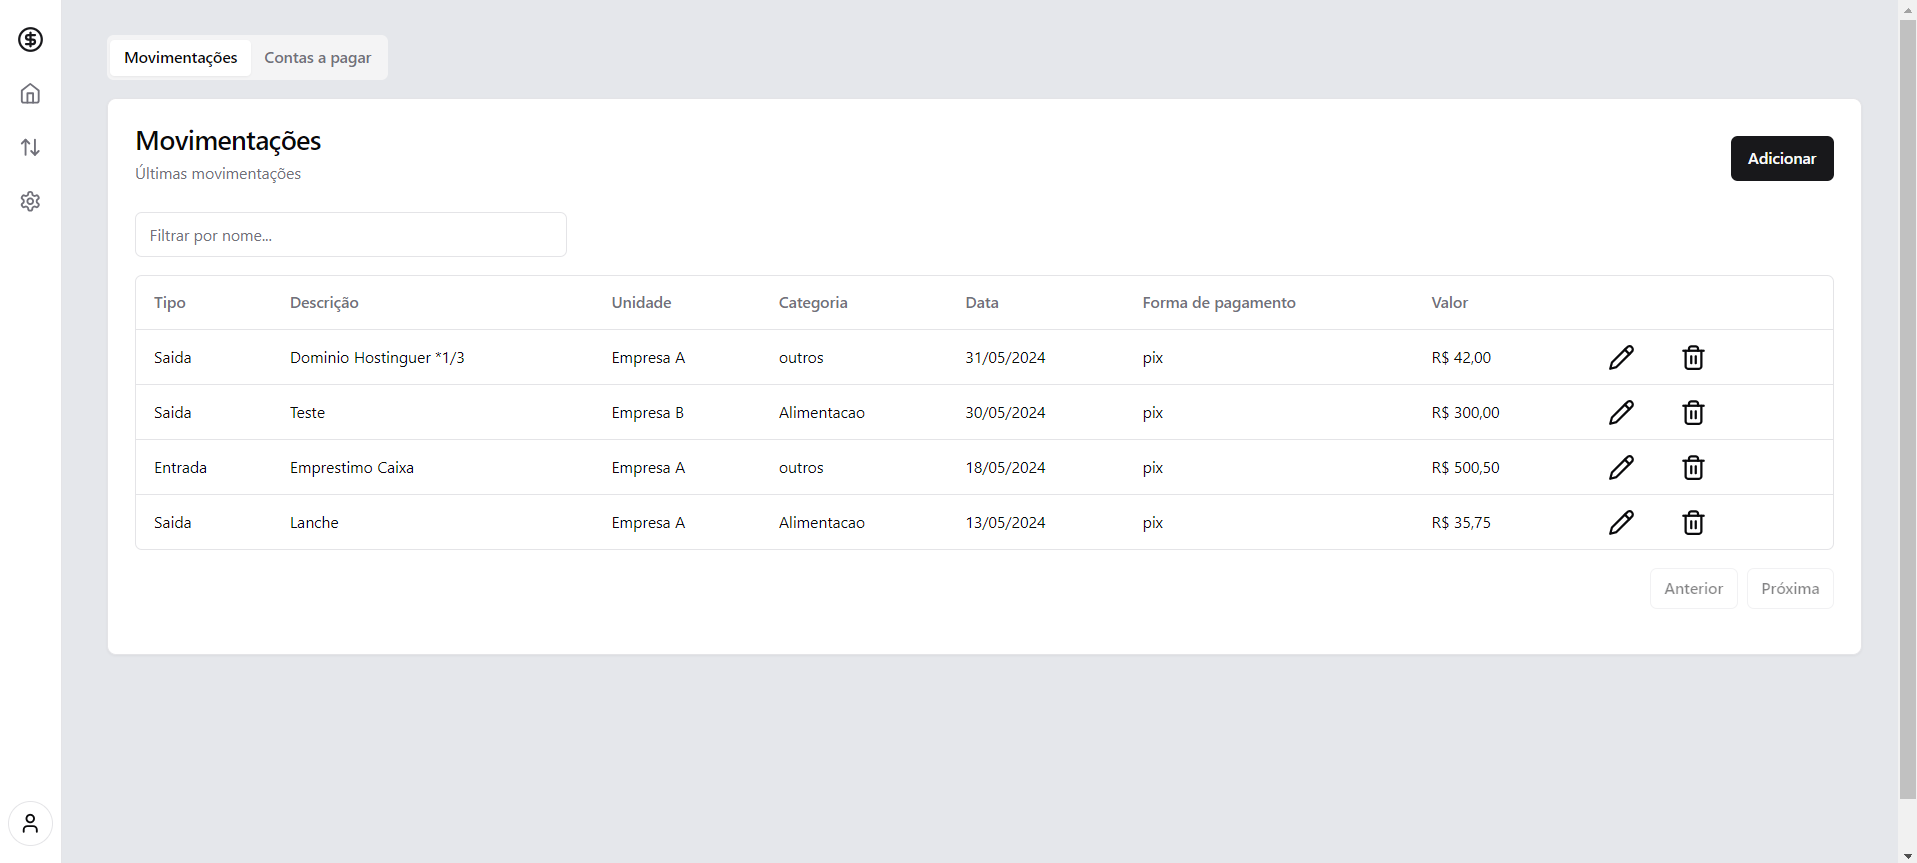 Movimentações Contas a pagar
Movimentações
Últimas movimentações
Adicionar
Filtrar por nome...
Tipo Descrição Unidade Categoria Data Forma de pagamento Valor
Saida Dominio Hostinguer *1/3 Empresa A outros 31/05/2024 pix R$ 42,00
Saida Teste Empresa B Alimentacao 30/05/2024 pix R$ 300,00
Entrada Emprestimo Caixa Empresa A outros 18/05/2024 pix R$ 500,50
Saida Lanche Empresa A Alimentacao 13/05/2024 pix R$ 35,75
Anterior Próxima